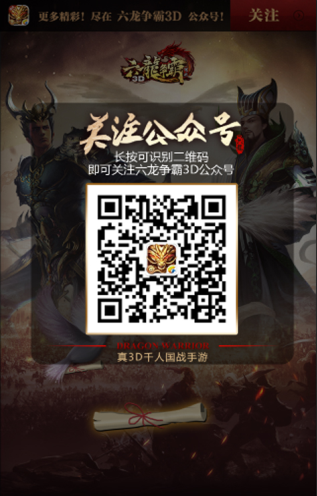 更多精彩！尽在 六龙争霸3D 公众号！
关注
六龍争霸
3D
关注公众号
长按可识别二维码
即可关注六龙争霸3D公众号
DRAGON WARRIOR
真3D千人国战手游